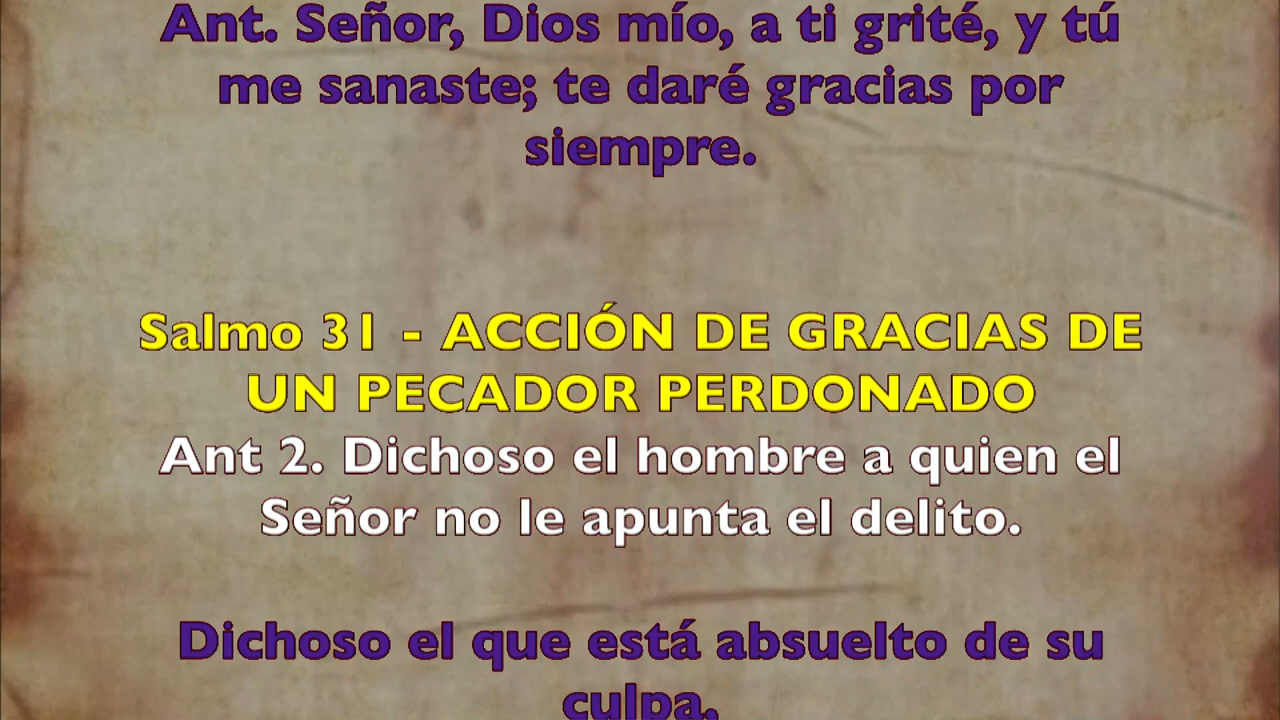 Ant. Señor, Dios mío, a ti grité, y tú
me sanaste; te daré gracias por
siempre.
Salmo 31 - ACCIÓN DE GRACIAS DE
UN PECADOR PERDONADO
Ant 2. Dichoso el hombre a quien el
Señor no le apunta el delito.
Dichoso el que está absuelto de su
culpa,